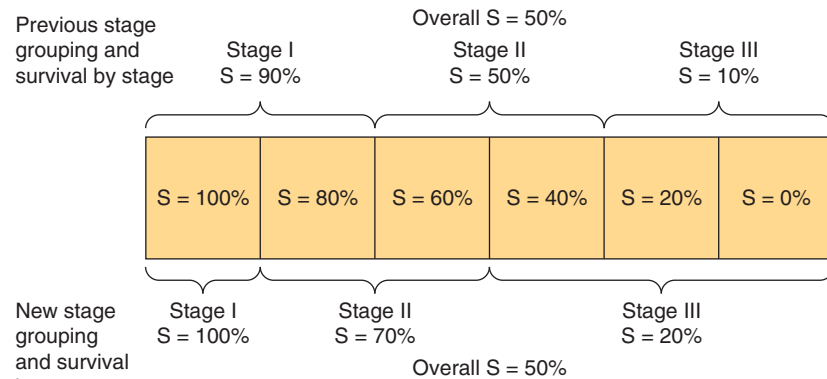 Previous stage
grouping and
survival by stage
Overall S = 50%
Stage I
S = 90%
Stage II
S = 50%
Stage III
S = 10%
S = 100%
S = 80%
S = 60%
S = 40%
S = 20%
S = 0%
New stage
grouping
and survival
Stage I
S = 100%
Stage II
S = 70%
Stage III
S = 20%
Overall S = 50%